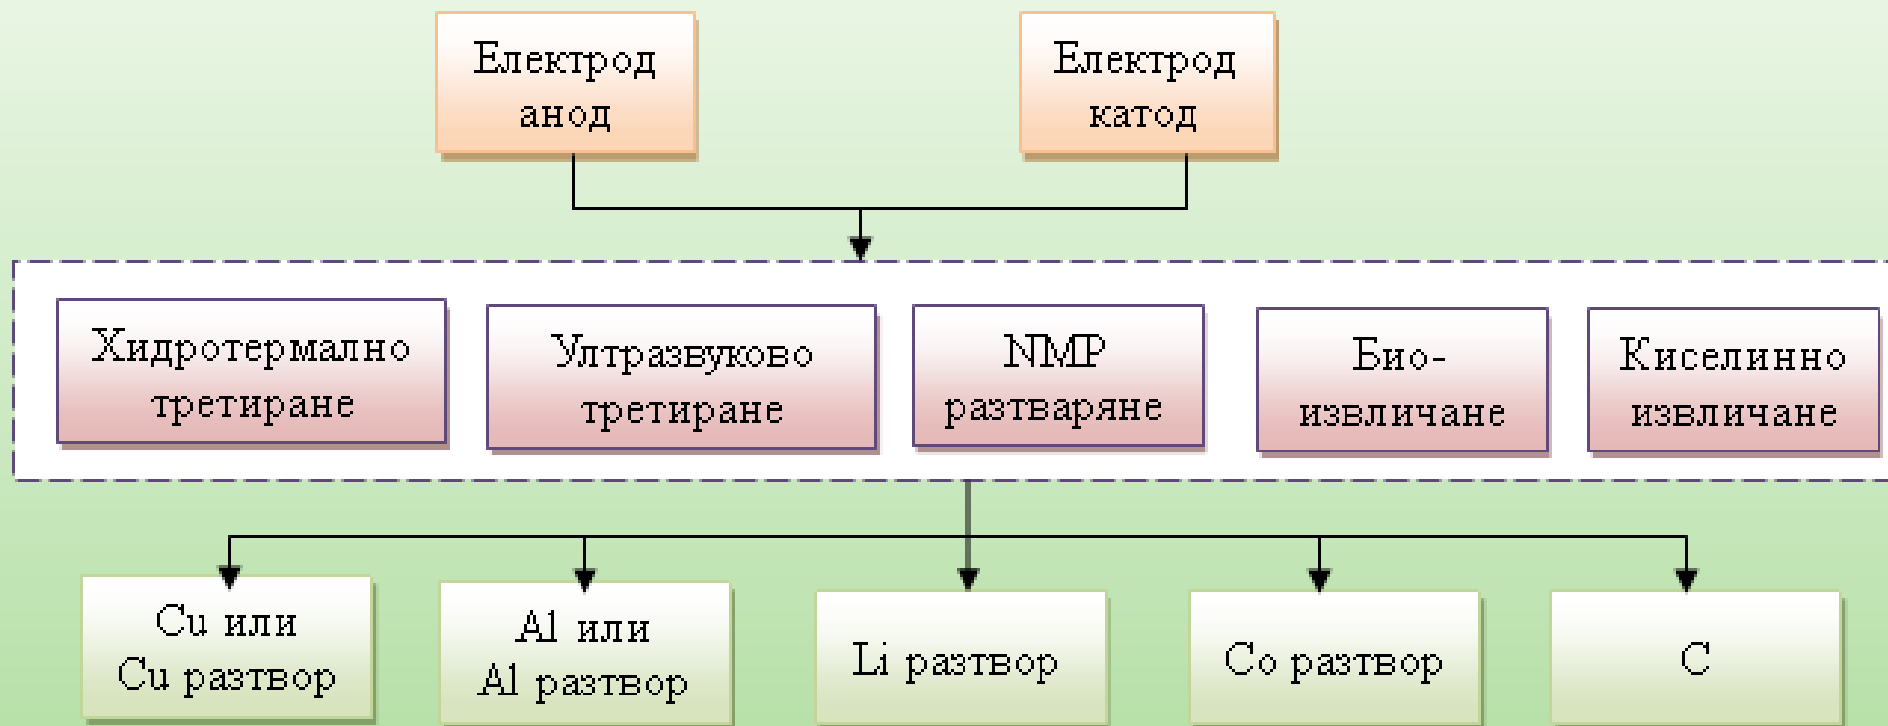 Електрод
анод
Електрод
катод
Хидротермално
третиране
Ултразвуково
третиране
NMP
разтваряне
Био-
извличане
Киселинно
извличане
Cu или
Cu разтвор
Al или
Al разтвор
Li разтвор
Co разтвор
C